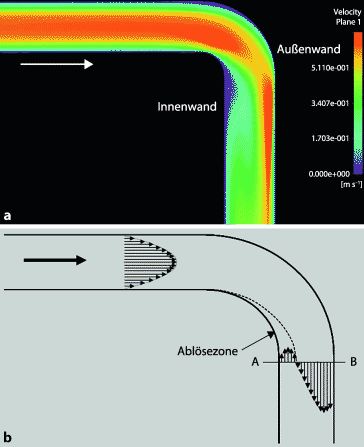 Velocity
Plane 1
Außenwand
5.110e-001
Innenwand
3.407e-001
1.703e-001
0.000e+000
[m s⁻¹]
a
Ablösezone
A
B
b